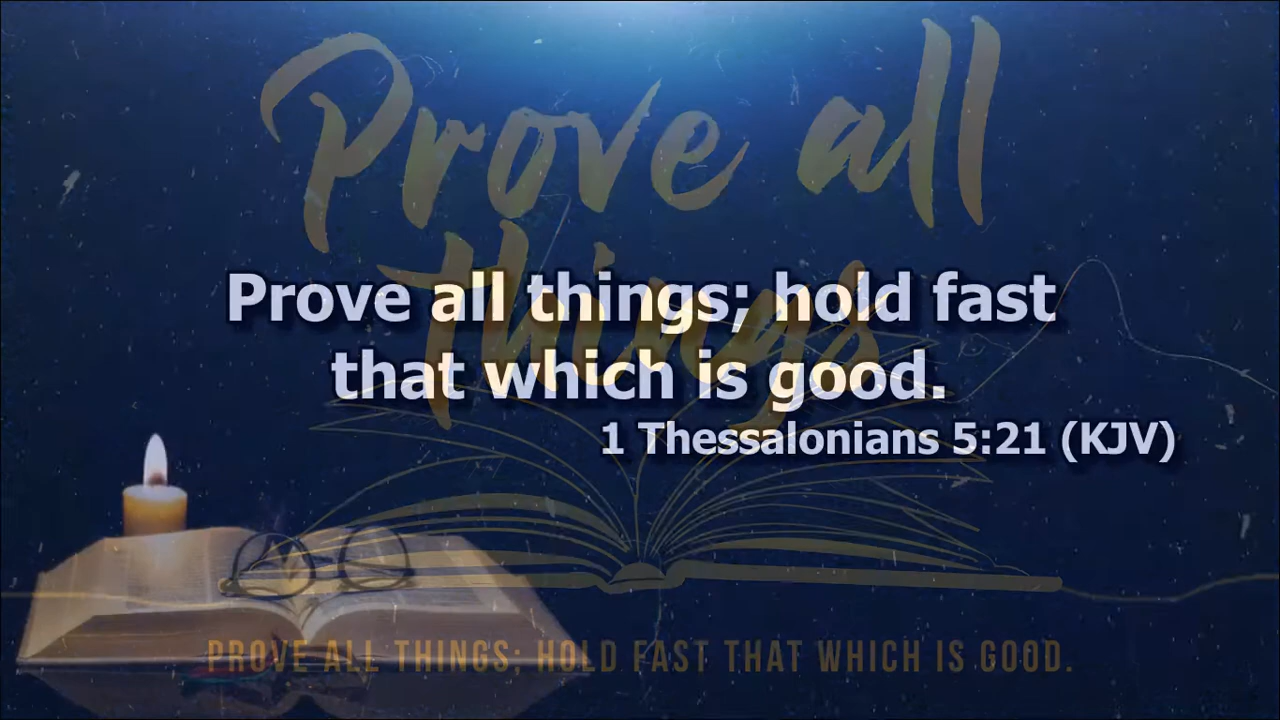 Prove all
things
Prove all things; hold fast
that which is good.
1 Thessalonians 5:21 (KJV)
PROVE ALL THINGS; HOLD FAST THAT WHICH IS GOOD.